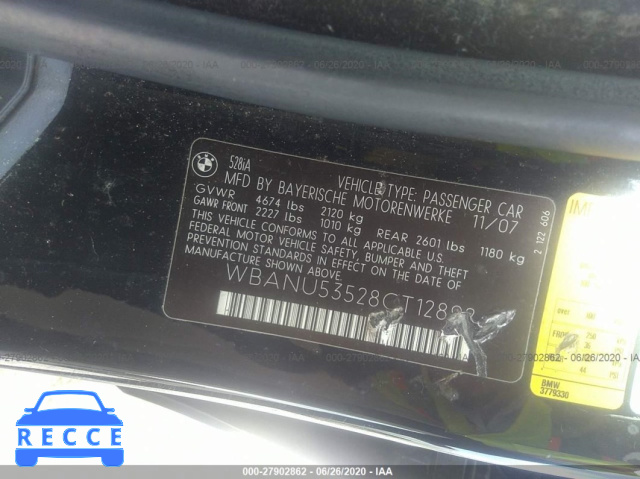 000-27902862 / 06/26/2020 - IAA
528iA
VEHICLE TYPE: PASSENGER CAR
MFD BY BAYERISCHE MOTORENWERKE 11/07
GVWR 4674 lbs 2120 kg
GAWR FRONT 2227 lbs 1010 kg REAR 2601 lbs 1180 kg
THIS VEHICLE CONFORMS TO ALL APPLICABLE U.S.
FEDERAL MOTOR VEHICLE SAFETY, BUMPER AND THEFT
PREVENTION STANDARDS IN EFFECT ON THE DATE OF
MANUFACTURE SHOWN ABOVE.
2 122 606
BMW
3779330
RECCE
000-27902862 / 06/26/2020 - IAA